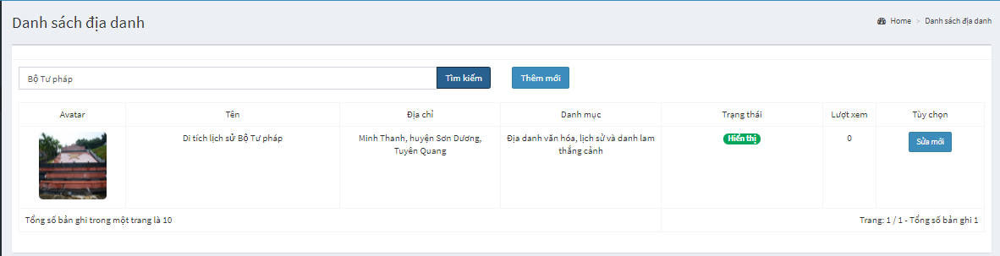 Danh sách địa danh
Home > Danh sách địa danh
Bộ Tư pháp
Tìm kiếm
Thêm mới
Avatar
Tên
Địa chỉ
Danh mục
Trạng thái
Lượt xem
Tùy chọn
Di tích lịch sử Bộ Tư pháp
Minh Thanh, huyện Sơn Dương,
Tuyên Quang
Địa danh văn hóa, lịch sử và danh lam
thắng cảnh
Hiển thị
0
Sửa mới
Tổng số bản ghi trong một trang là 10
Trang: 1 / 1 - Tổng số bản ghi 1